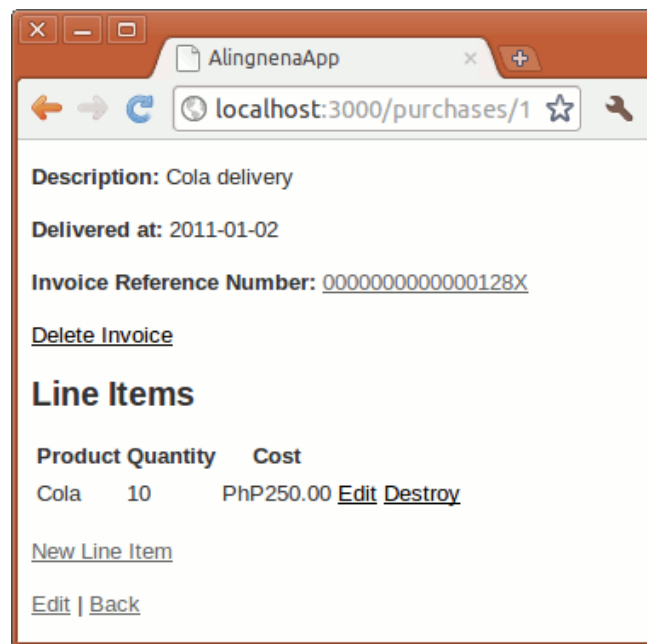 AlingnenaApp
localhost:3000/purchases/1
Description: Cola delivery
Delivered at: 2011-01-02
Invoice Reference Number: 0000000000000128X
Delete Invoice
Line Items
Product Quantity Cost
Cola 10 PhP250.00 Edit Destroy
New Line Item
Edit | Back